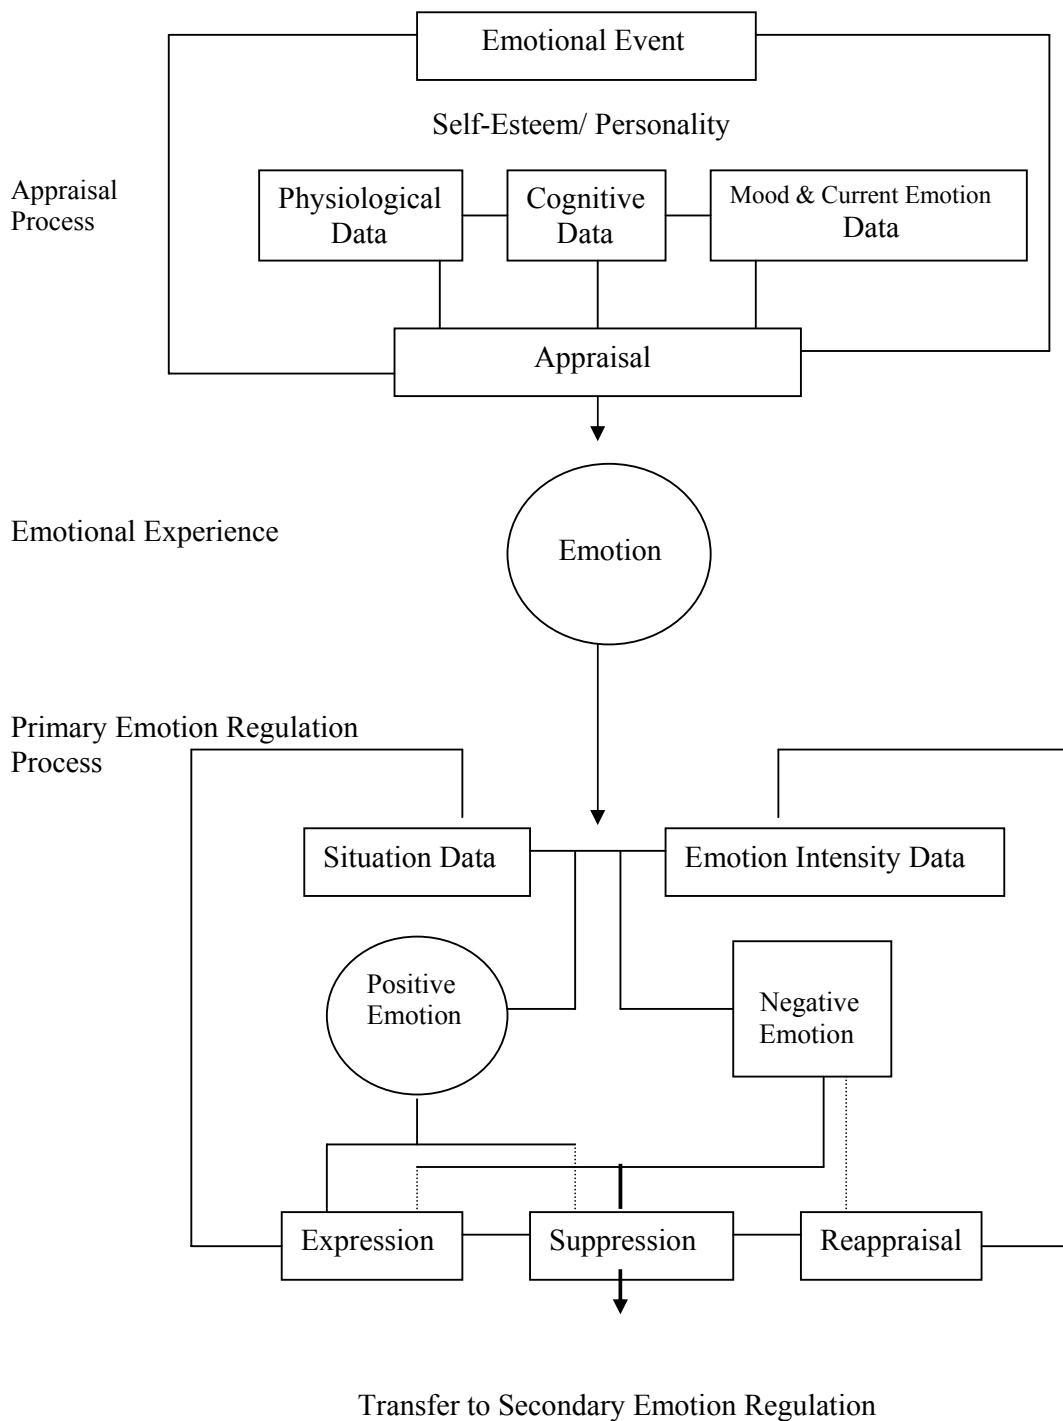 Emotional Event
Self-Esteem/ Personality
Appraisal
Process
Physiological
Data
Cognitive
Data
Mood & Current Emotion
Data
Appraisal
Emotional Experience
Emotion
Primary Emotion Regulation
Process
Situation Data
Emotion Intensity Data
Positive
Emotion
Negative
Emotion
Expression
Suppression
Reappraisal
Transfer to Secondary Emotion Regulation